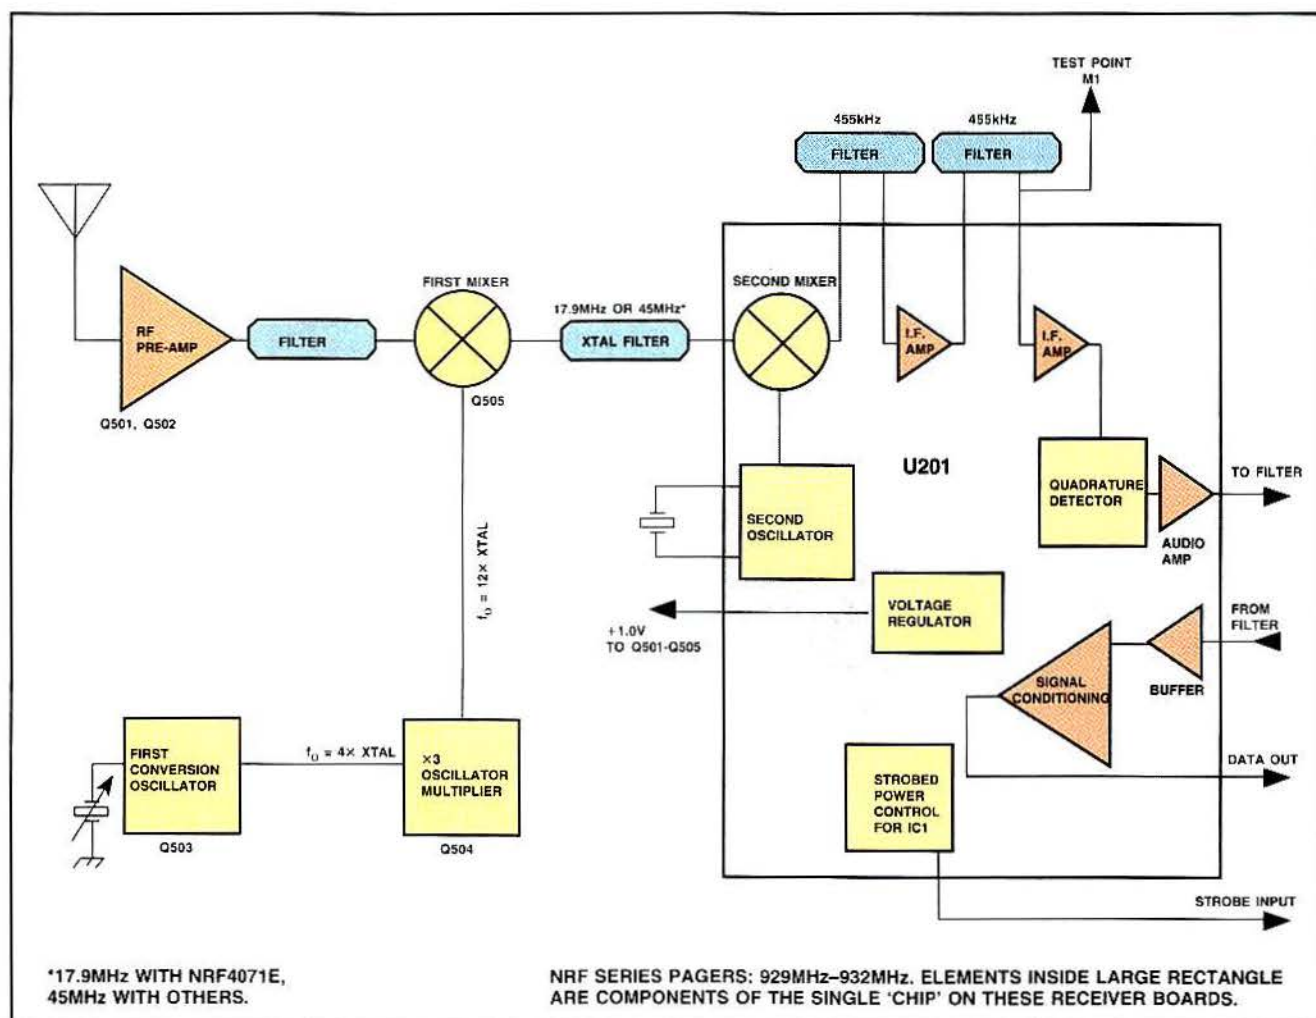 TEST POINT
M1
455kHz
455kHz
FILTER
FILTER
FIRST MIXER
SECOND MIXER
17.9MHz OR 45MHz*
RF
PRE-AMP
FILTER
XTAL FILTER
I.F.
AMP
I.F.
AMP
Q505
Q501, Q502
U201
QUADRATURE
DETECTOR
TO FILTER
AUDIO
AMP
SECOND
OSCILLATOR
fO = 12× XTAL
VOLTAGE
REGULATOR
+1.0V
TO Q501-Q505
FROM
FILTER
BUFFER
SIGNAL
CONDITIONING
FIRST
CONVERSION
OSCILLATOR
fO = 4× XTAL
×3
OSCILLATOR
MULTIPLIER
Q503
Q504
DATA OUT
STROBED
POWER
CONTROL
FOR IC1
STROBE INPUT
*17.9MHz WITH NRF4071E,
45MHz WITH OTHERS.
NRF SERIES PAGERS: 929MHz–932MHz. ELEMENTS INSIDE LARGE RECTANGLE
ARE COMPONENTS OF THE SINGLE 'CHIP' ON THESE RECEIVER BOARDS.